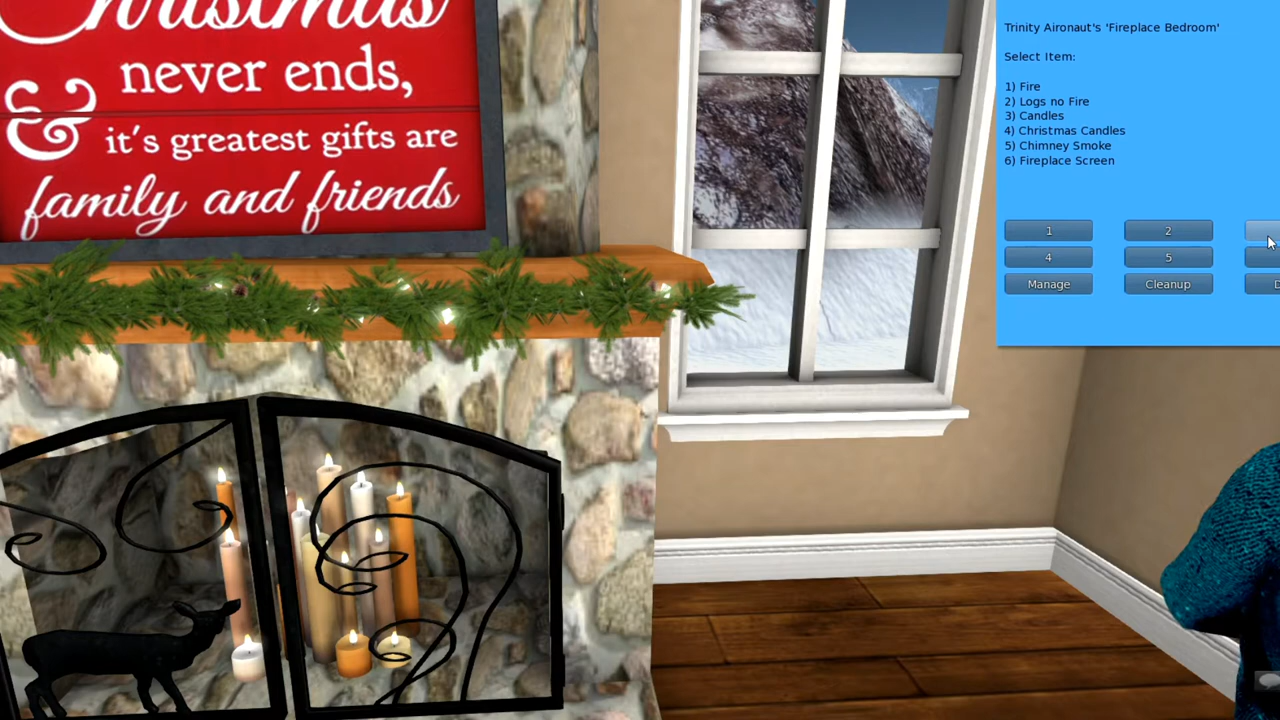 Christmas
never ends,
& it's greatest gifts are
family and friends
Trinity Aironaut's 'Fireplace Bedroom'
Select Item:
1) Fire
2) Logs no Fire
3) Candles
4) Christmas Candles
5) Chimney Smoke
6) Fireplace Screen
1 2
4 5
Manage Cleanup